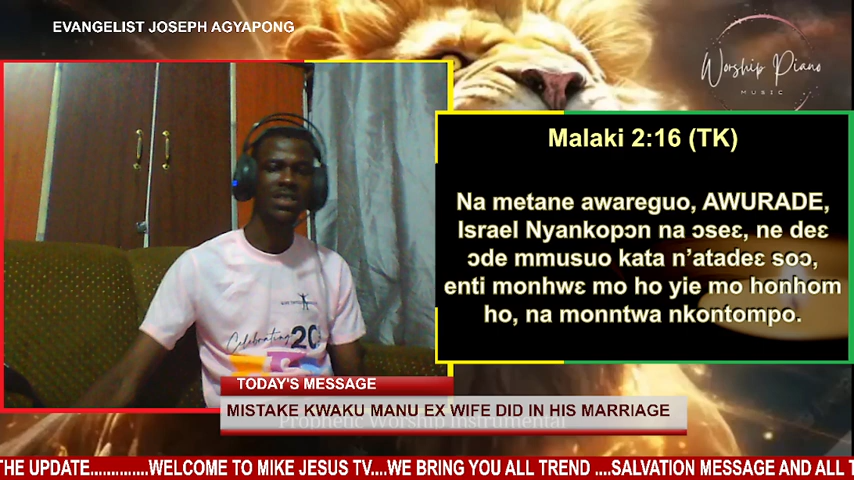 EVANGELIST JOSEPH AGYAPONG
Worship Piano
MUSIC
Malaki 2:16 (TK)
Na metane awareguo, AWURADE,
Israel Nyankopɔn na ɔseɛ, ne deɛ
ɔde mmusuo kata n'atadeɛ soɔ,
enti monhwɛ mo ho yie mo honhom
ho, na monntwa nkontompo.
Celebrating 20
TODAY'S MESSAGE
MISTAKE KWAKU MANU EX WIFE DID IN HIS MARRIAGE
Prophetic Worship Instrumental
THE UPDATE.............WELCOME TO MIKE JESUS TV....WE BRING YOU ALL TREND ....SALVATION MESSAGE AND ALL T